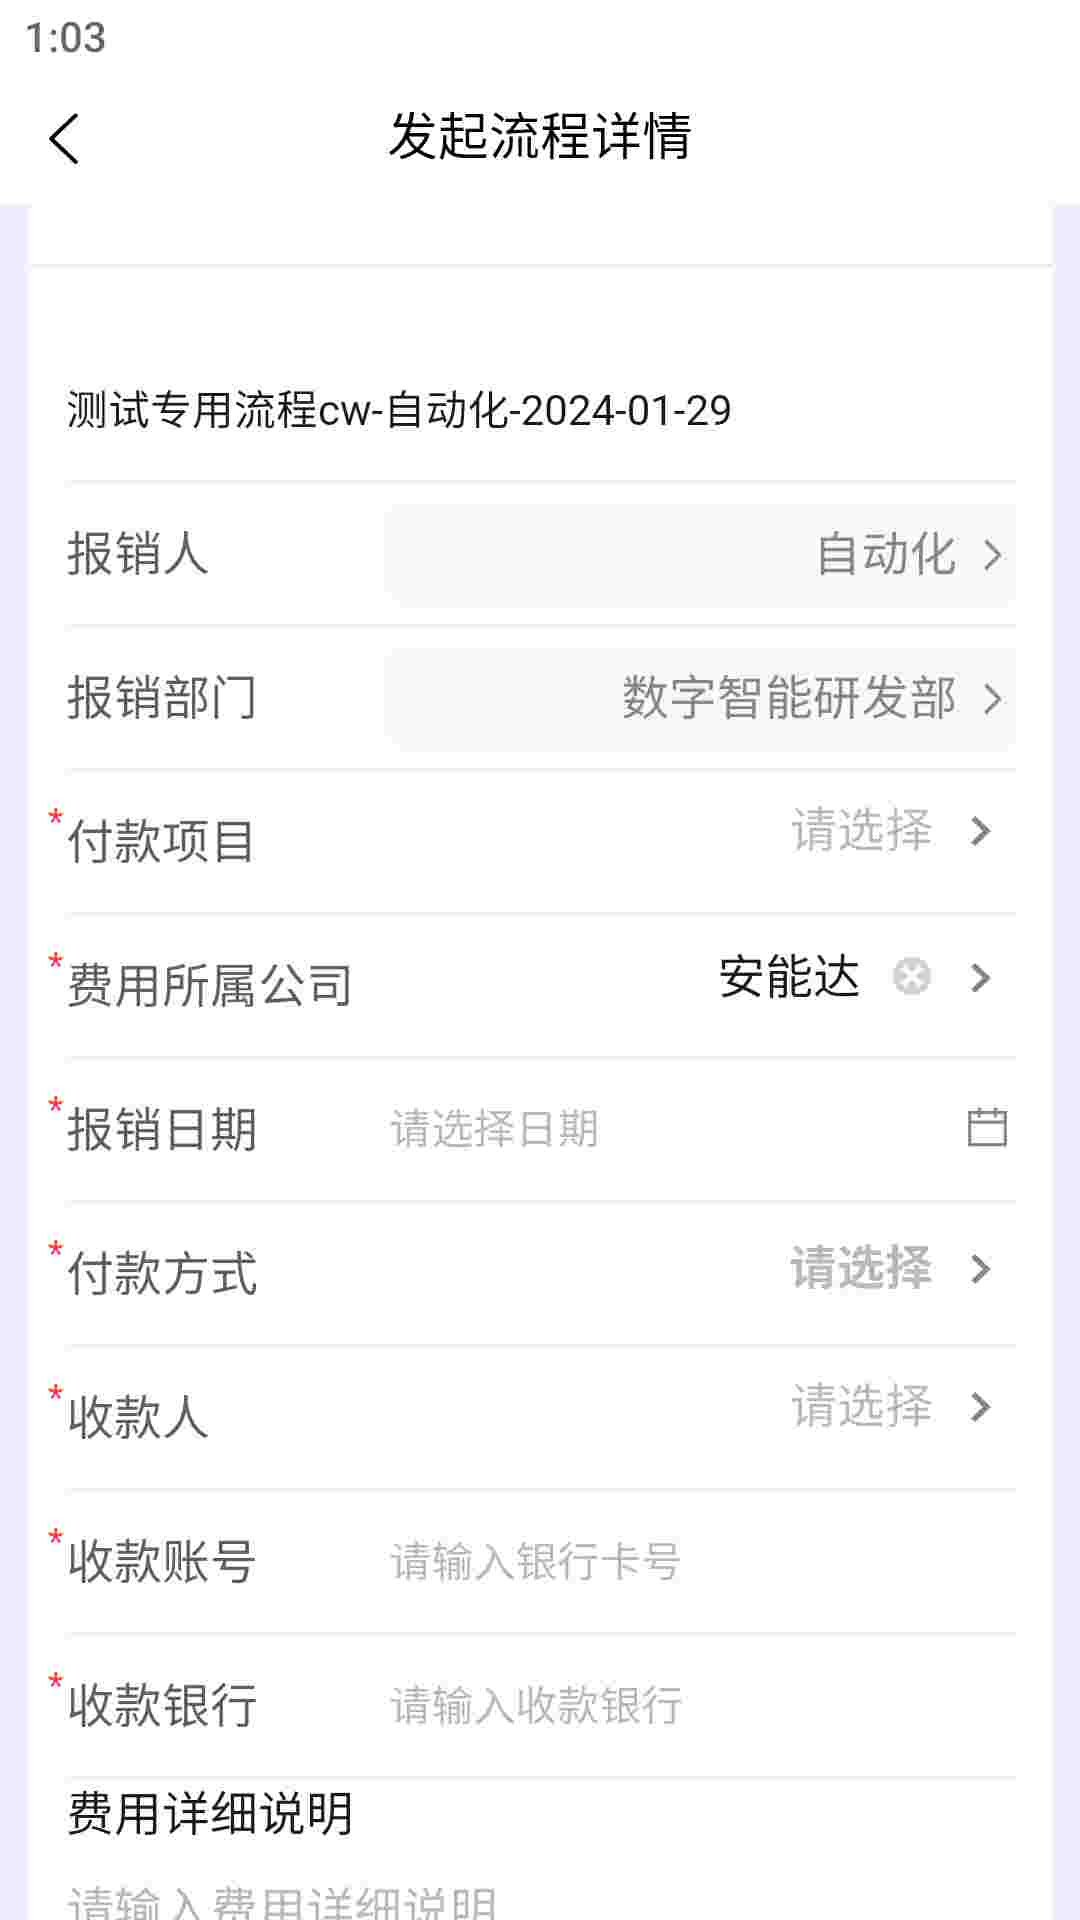 1:03
发起流程详情
测试专用流程cw-自动化-2024-01-29
报销人 自动化
报销部门 数字智能研发部
*付款项目 请选择
*费用所属公司 安能达
*报销日期 请选择日期
*付款方式 请选择
*收款人 请选择
*收款账号 请输入银行卡号
*收款银行 请输入收款银行
费用详细说明
请输入费用详细说明